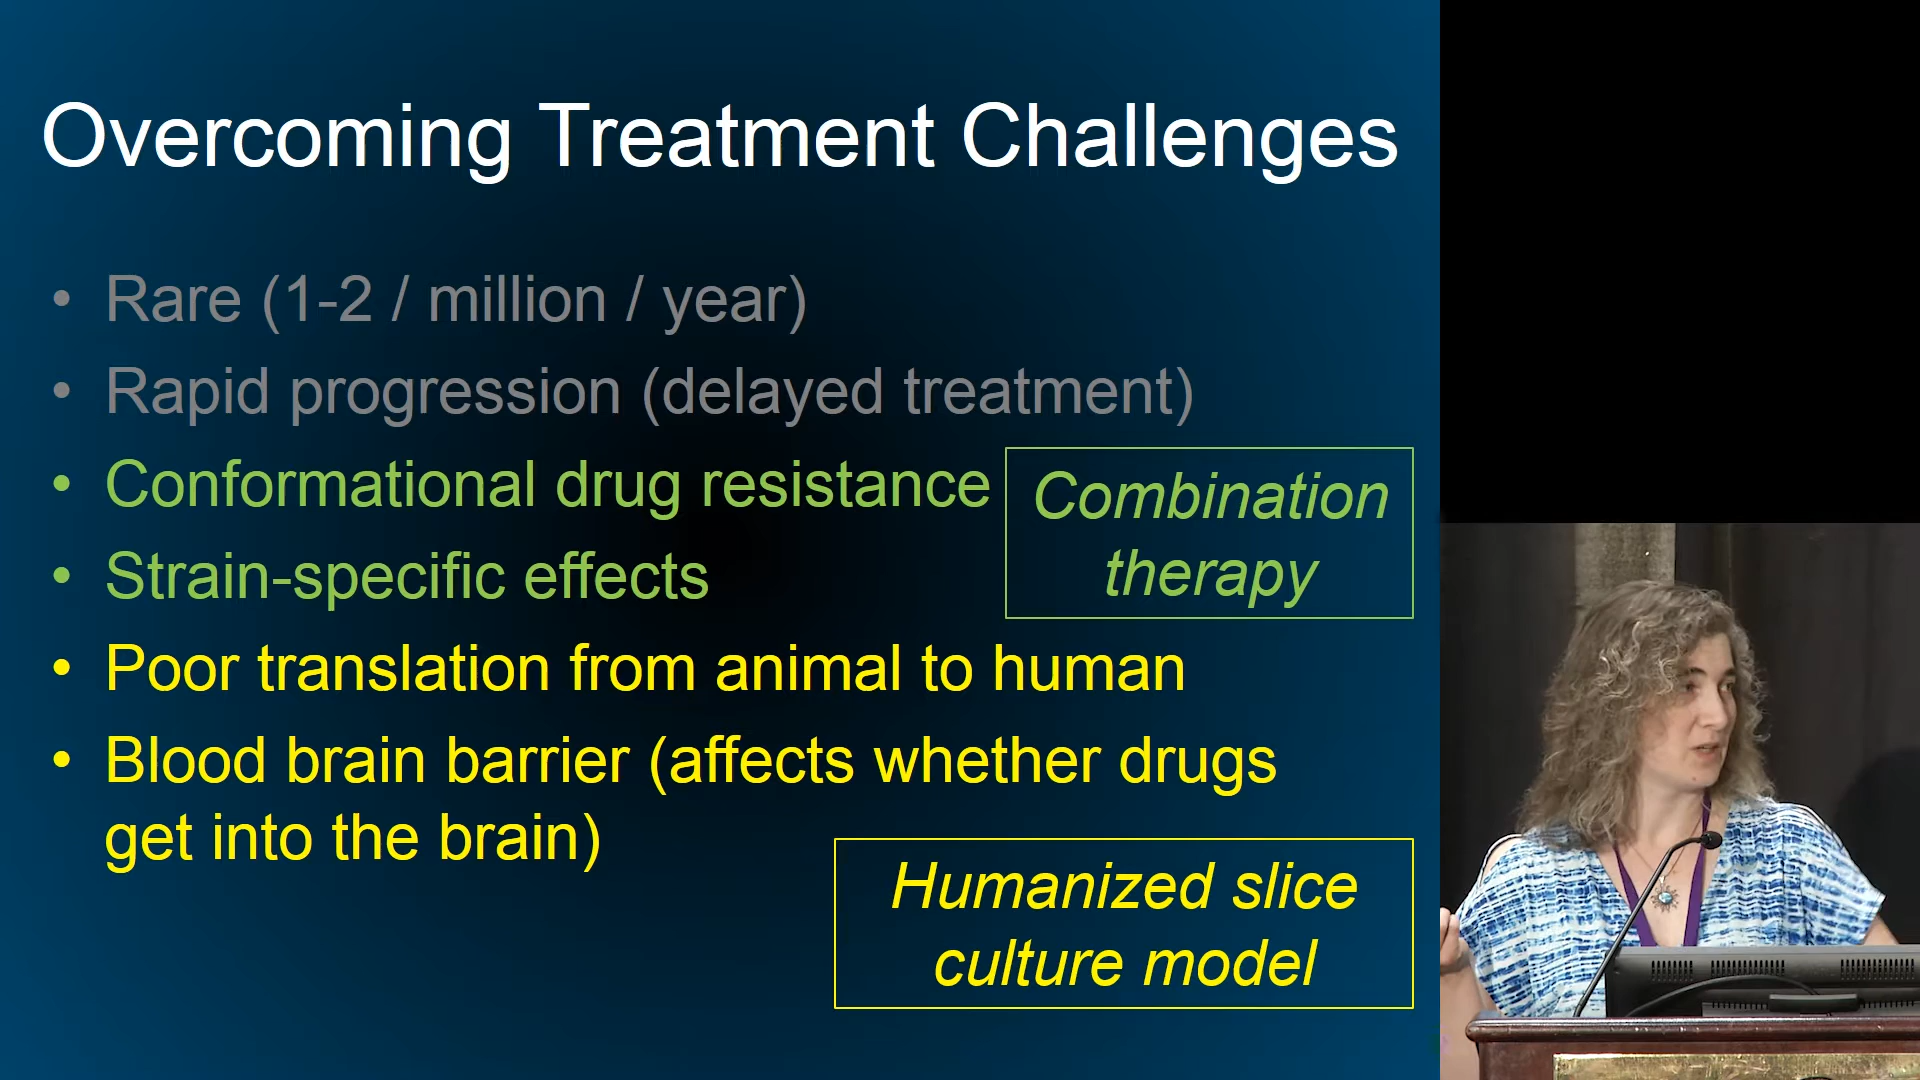 Overcoming Treatment Challenges
• Rare (1-2 / million / year)
• Rapid progression (delayed treatment)
• Conformational drug resistance
• Strain-specific effects
Combination
therapy
• Poor translation from animal to human
• Blood brain barrier (affects whether drugs
get into the brain)
Humanized slice
culture model